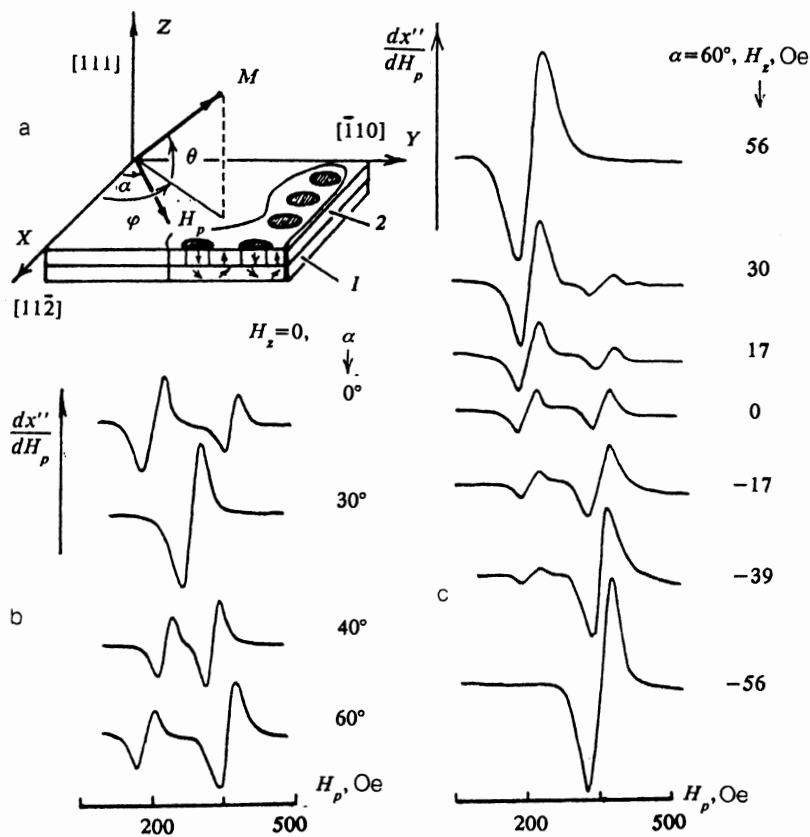 a
Z
[111]
M
[1̄10]
Y
θ
α
φ
H_p
2
X
1
[112̄]
H_z=0, α
dx''
dH_p
0°
30°
40°
60°
b
H_p, Oe
200 500
dx''
dH_p
α=60°, H_z, Oe
56
30
17
0
−17
−39
−56
c
H_p, Oe
200 500